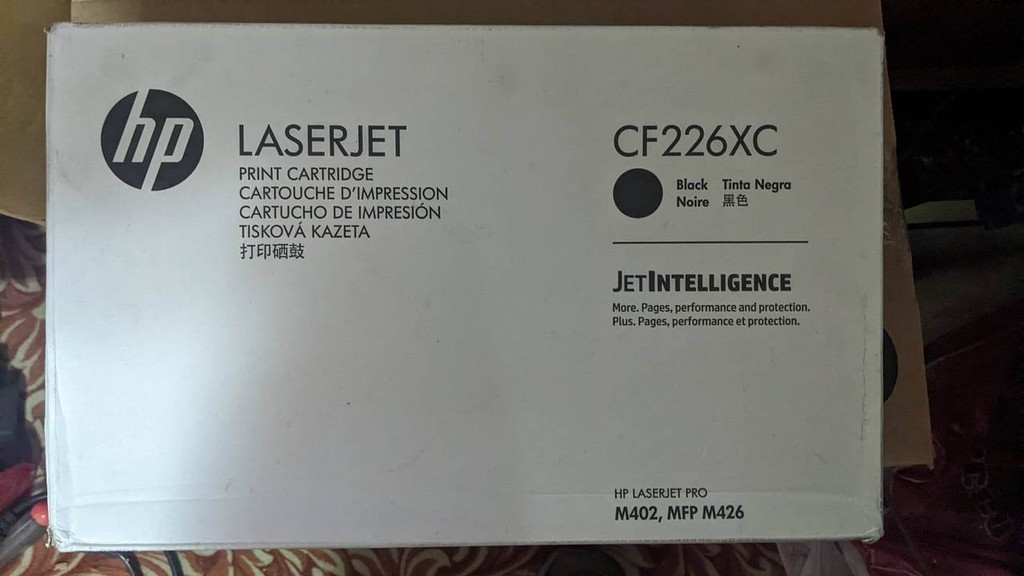 hp
LASERJET
PRINT CARTRIDGE
CARTOUCHE D'IMPRESSION
CARTUCHO DE IMPRESIÓN
TISKOVÁ KAZETA
打印硒鼓
CF226XC
Black Tinta Negra
Noire 黑色
JETINTELLIGENCE
More. Pages, performance and protection.
Plus. Pages, performance et protection.
HP LASERJET PRO
M402, MFP M426